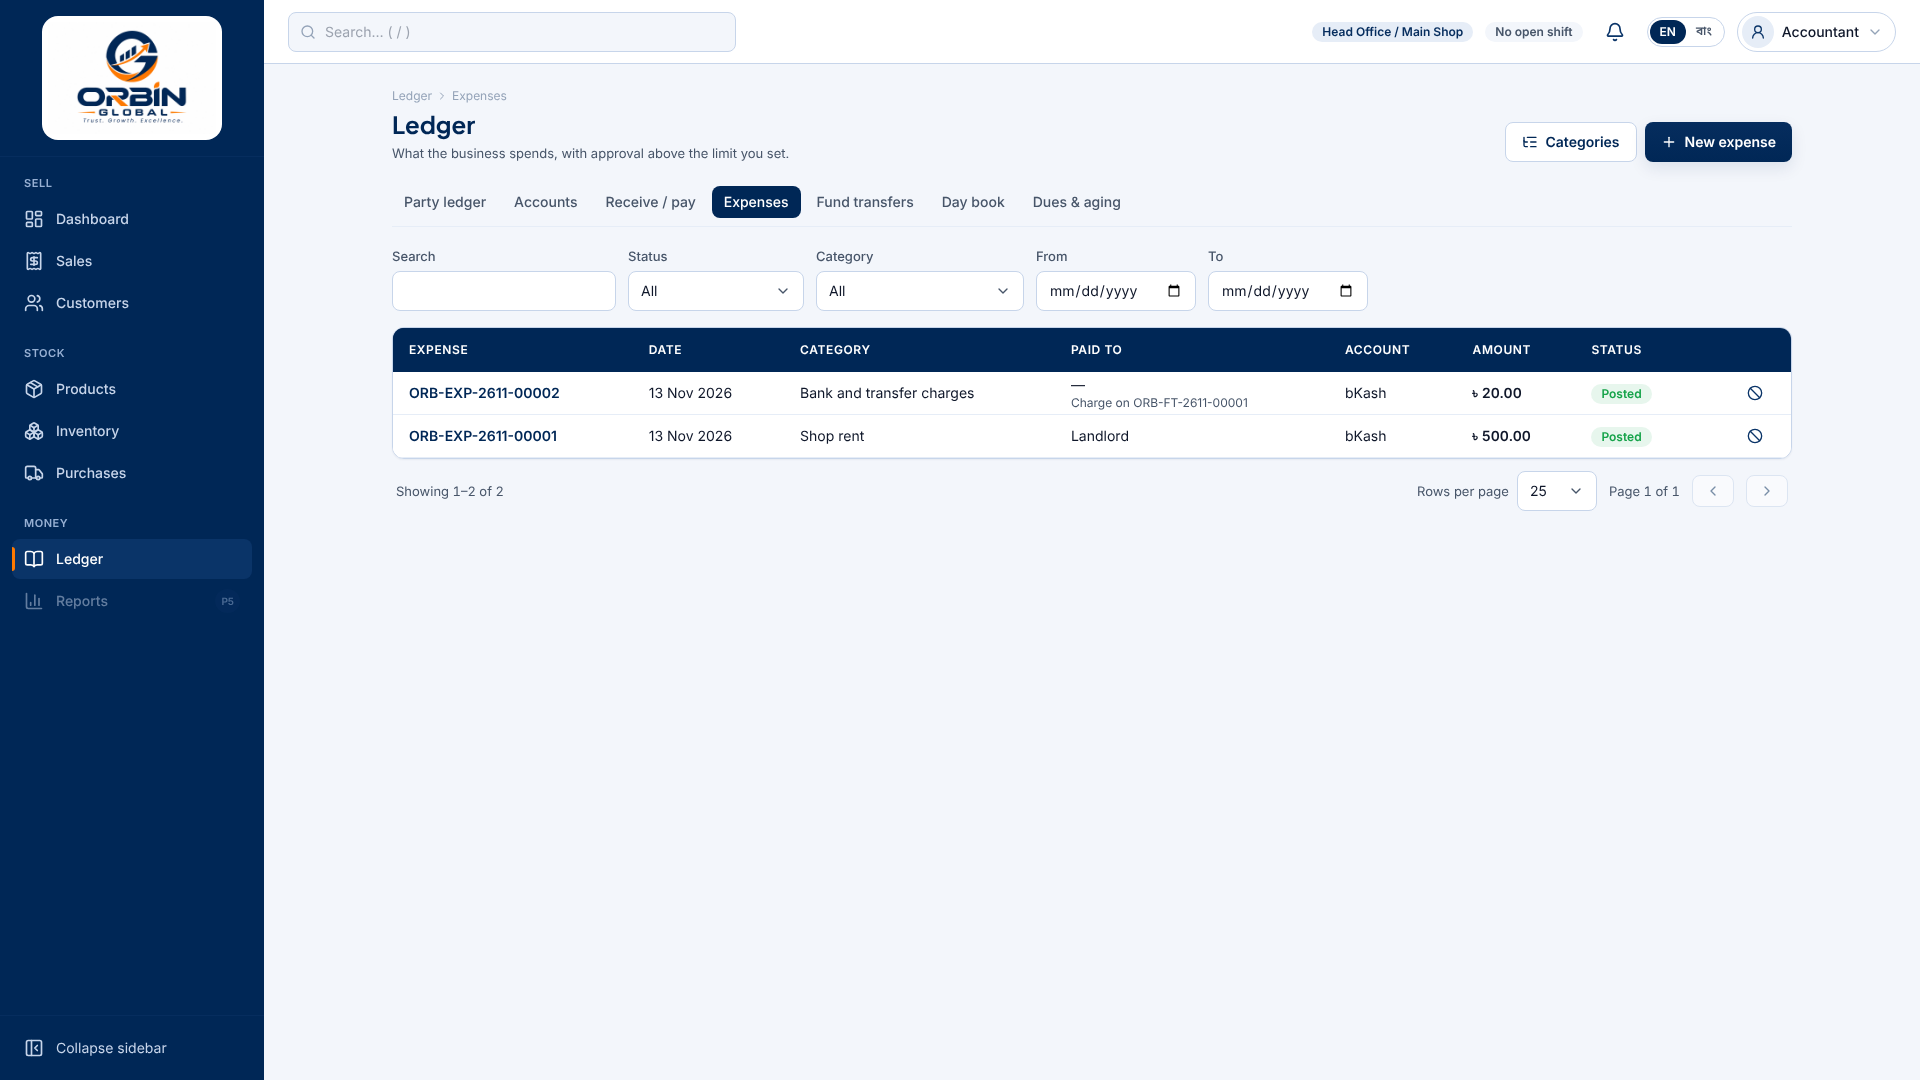 ORBIN
GLOBAL
Trust. Growth. Excellence.
SELL
Dashboard
Sales
Customers
STOCK
Products
Inventory
Purchases
MONEY
Ledger
Reports P5
Collapse sidebar
Search... ( / )
Head Office / Main Shop No open shift EN বাং Accountant
Ledger > Expenses
Ledger
What the business spends, with approval above the limit you set.
Categories + New expense
Party ledger Accounts Receive / pay Expenses Fund transfers Day book Dues & aging
Search Status Category From To
All All mm/dd/yyyy mm/dd/yyyy
EXPENSE DATE CATEGORY PAID TO ACCOUNT AMOUNT STATUS
ORB-EXP-2611-00002 13 Nov 2026 Bank and transfer charges — bKash ৳ 20.00 Posted
Charge on ORB-FT-2611-00001
ORB-EXP-2611-00001 13 Nov 2026 Shop rent Landlord bKash ৳ 500.00 Posted
Showing 1–2 of 2 Rows per page 25 Page 1 of 1